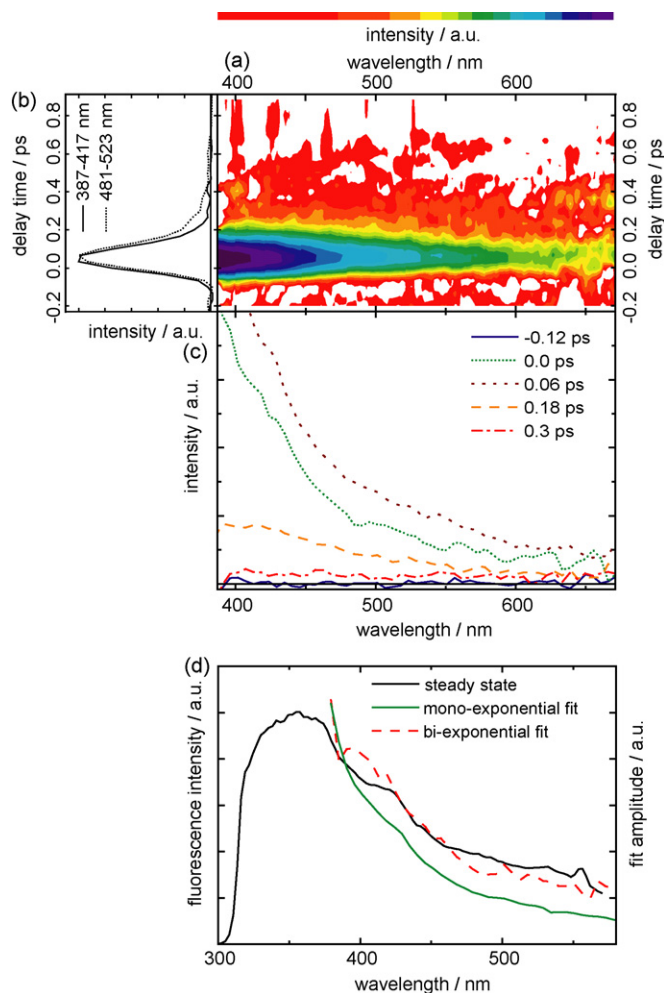 intensity / a.u.
(a)
wavelength / nm
400 500 600
(b)
delay time / ps
387-417 nm
481-523 nm
0.8
0.6
0.4
0.2
0.0
-0.2
0.8
0.6
0.4
0.2
0.0
-0.2
delay time / ps
intensity / a.u.
(c)
intensity / a.u.
-0.12 ps
0.0 ps
0.06 ps
0.18 ps
0.3 ps
400 500 600
wavelength / nm
(d)
fluorescence intensity / a.u.
steady state
mono-exponential fit
bi-exponential fit
fit amplitude / a.u.
300 400 500
wavelength / nm